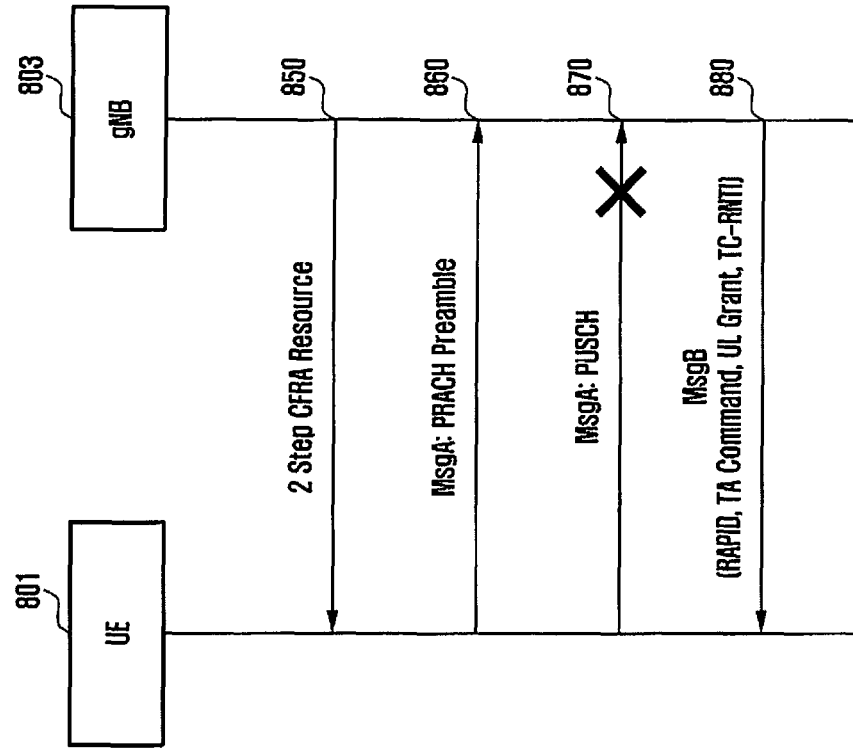 801
803
UE
gNB
2 Step CFRA Resource
850
MsgA: PRACH Preamble
860
MsgA: PUSCH
870
MsgB
(RAPID, TA Command, UL Grant, TC-RNTI)
880